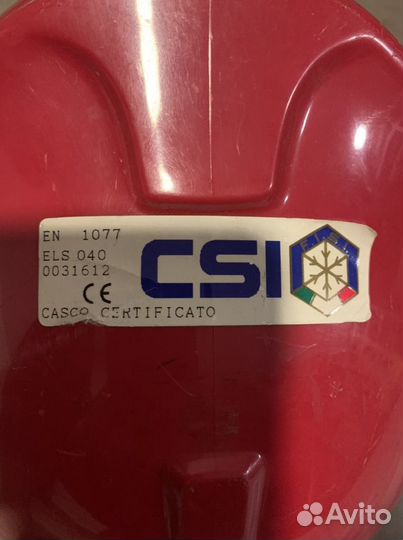 EN 1077
ELS 040
0031612
CE
CASCO CERTIFICATO
CSI
F.I.S.I.
Avito